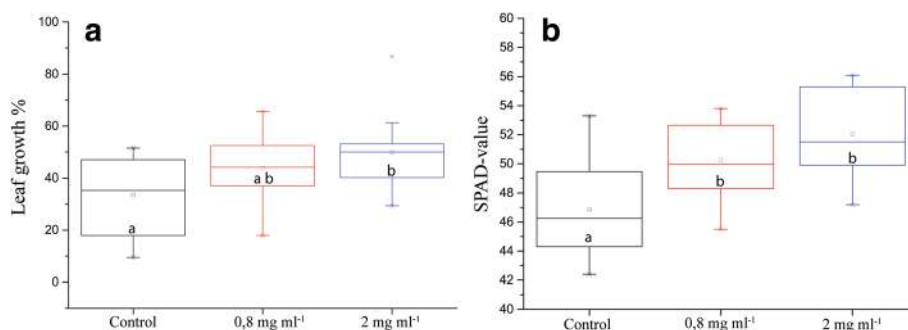 a
Leaf growth %
100
80
60
40
20
0
a
a b
b
Control 0,8 mg ml⁻¹ 2 mg ml⁻¹
b
SPAD-value
60
58
56
54
52
50
48
46
44
42
40
a
b
b
Control 0,8 mg ml⁻¹ 2 mg ml⁻¹